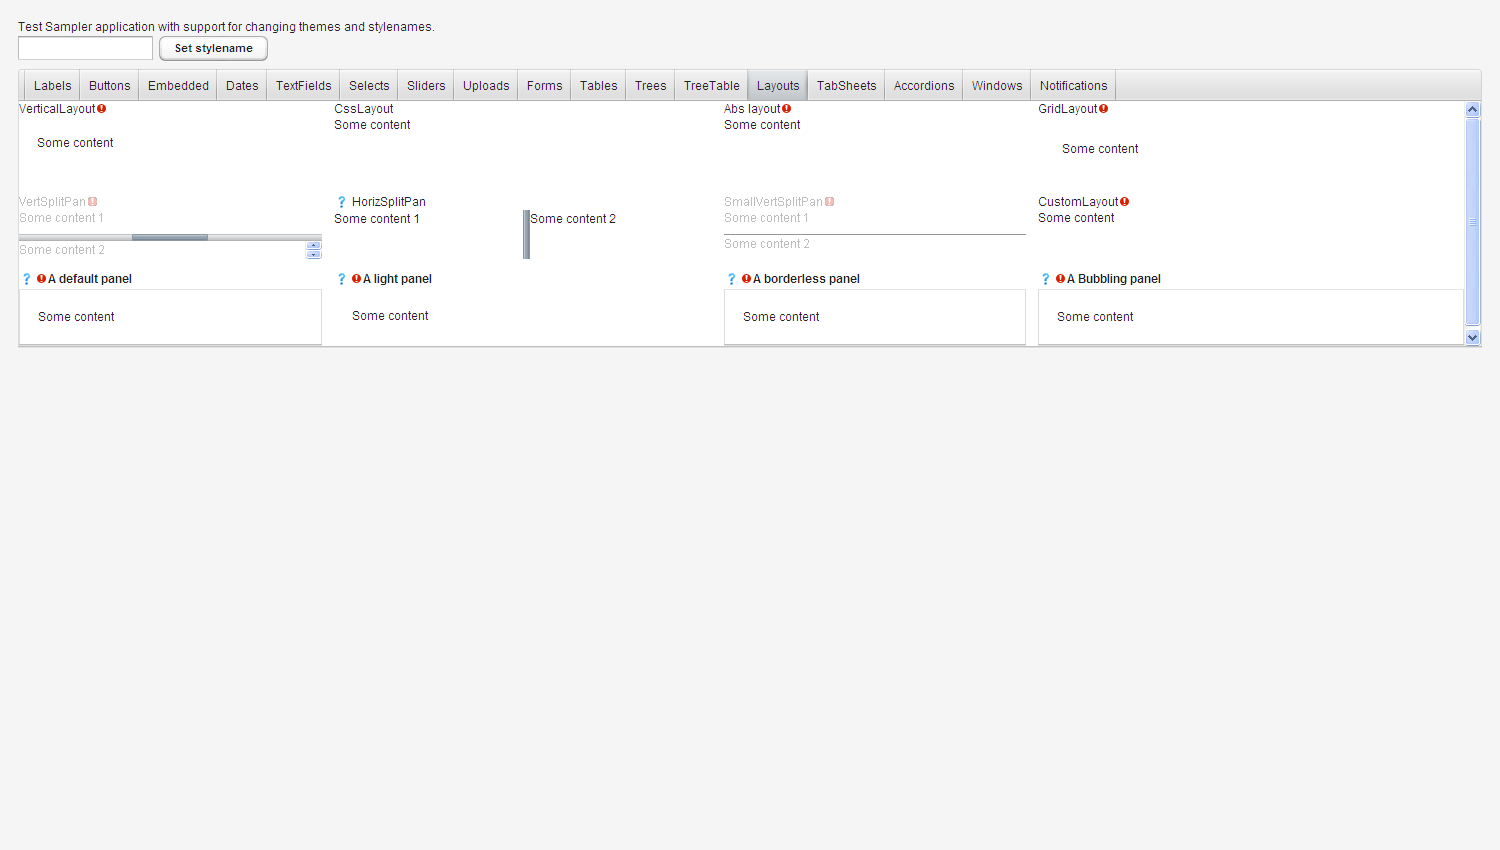 Test Sampler application with support for changing themes and stylenames.
Set stylename
Labels Buttons Embedded Dates TextFields Selects Sliders Uploads Forms Tables Trees TreeTable Layouts TabSheets Accordions Windows Notifications
VerticalLayout CssLayout Abs layout GridLayout
Some content Some content
Some content Some content
VertSplitPan ? HorizSplitPan SmallVertSplitPan CustomLayout
Some content 1 Some content 1 Some content 2 Some content 1 Some content
Some content 2 Some content 2
? A default panel ? A light panel ? A borderless panel ? A Bubbling panel
Some content Some content Some content Some content